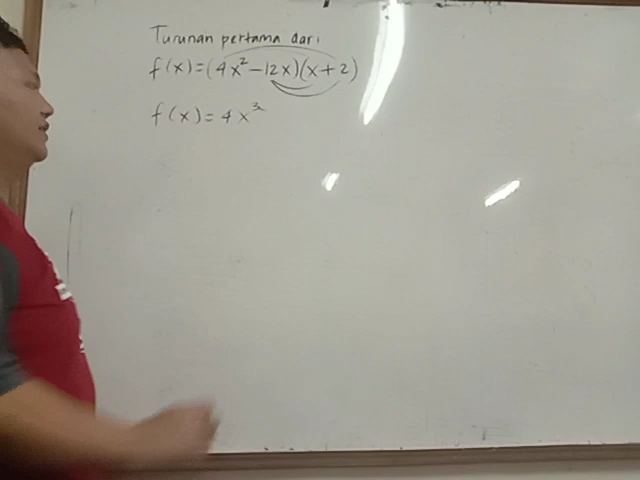 Turunan pertama dari
f(x)=(4x²-12x)(x+2)
f(x)=4x³